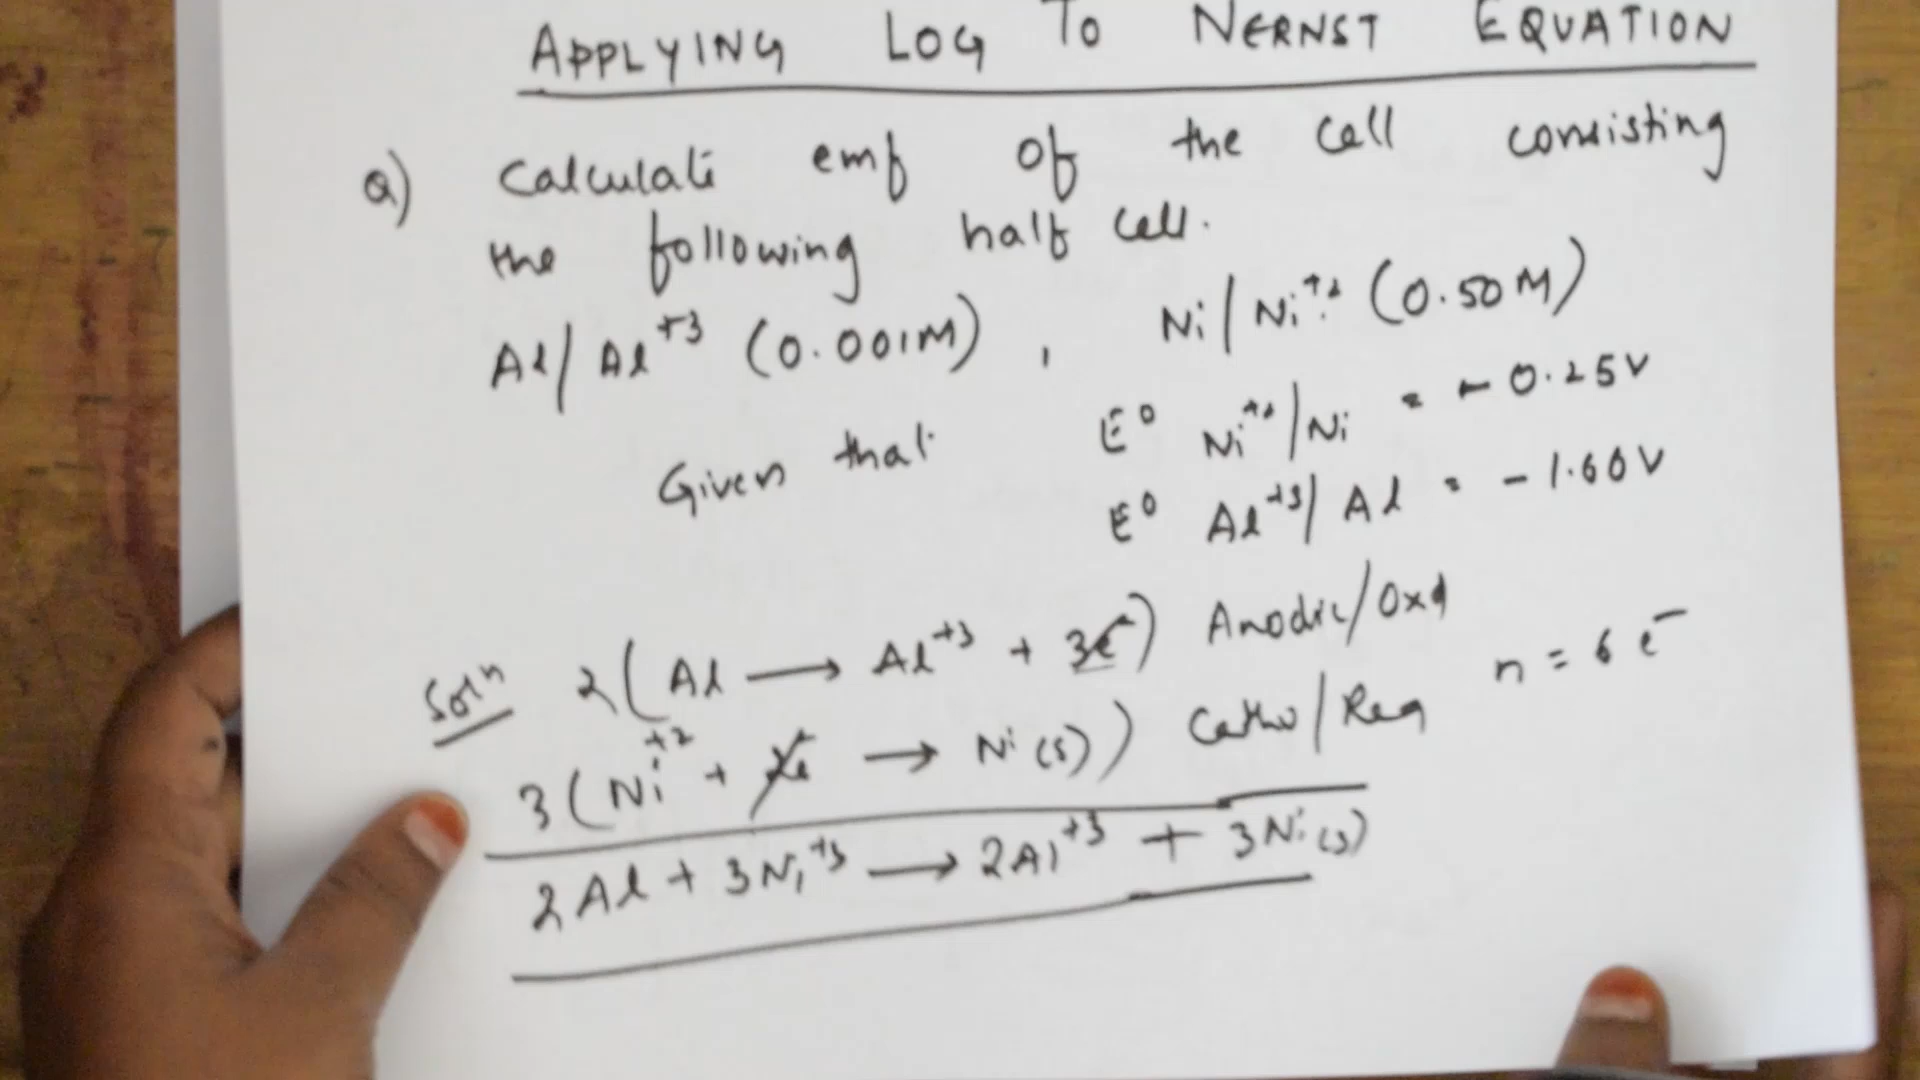 APPLYING LOG TO NERNST EQUATION
Q) Calculate emf of the cell consisting
the following half cell.
Al/Al⁺³ (0.001M) , Ni/Ni⁺² (0.50M)
Given that E⁰ Ni⁺²/Ni = -0.25V
E⁰ Al⁺³/Al = -1.60V
Solⁿ 2(Al → Al⁺³ + 3e⁻) Anodic/Oxd
n = 6e⁻
3(Ni⁺² + 2e → Ni(s)) Catho/Req
2Al + 3Ni⁺³ → 2Al⁺³ + 3Ni(s)